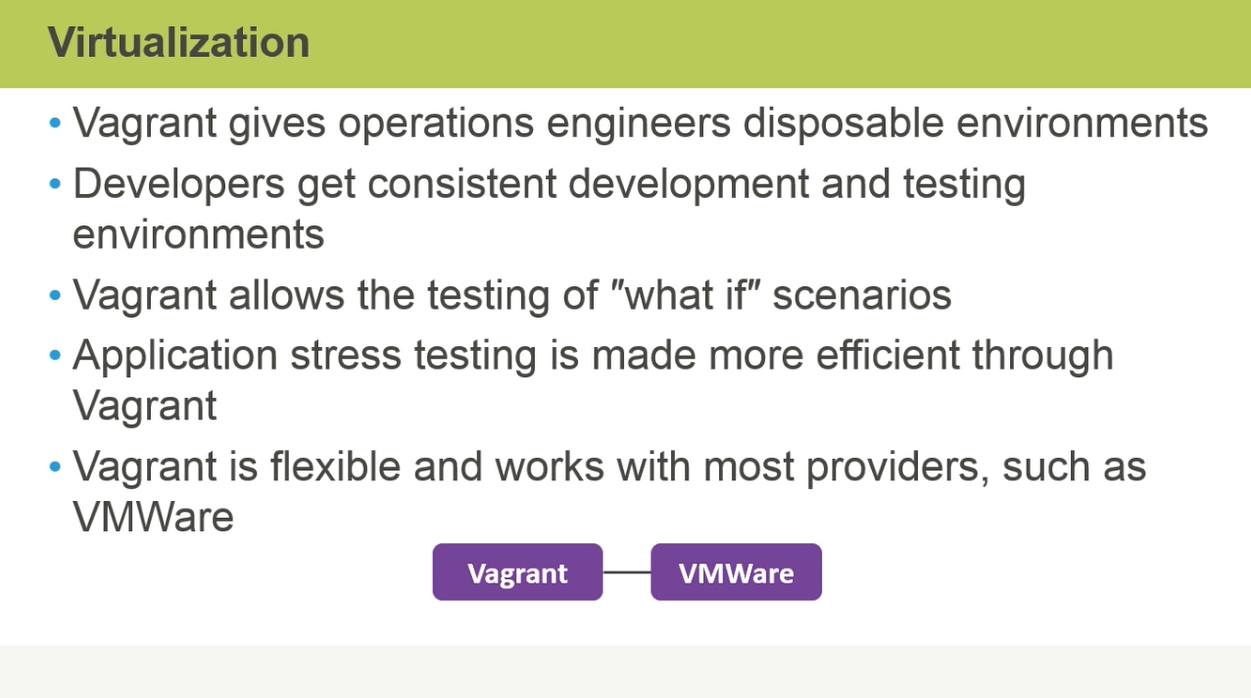 Virtualization
• Vagrant gives operations engineers disposable environments
• Developers get consistent development and testing
environments
• Vagrant allows the testing of "what if" scenarios
• Application stress testing is made more efficient through
Vagrant
• Vagrant is flexible and works with most providers, such as
VMWare
Vagrant VMWare